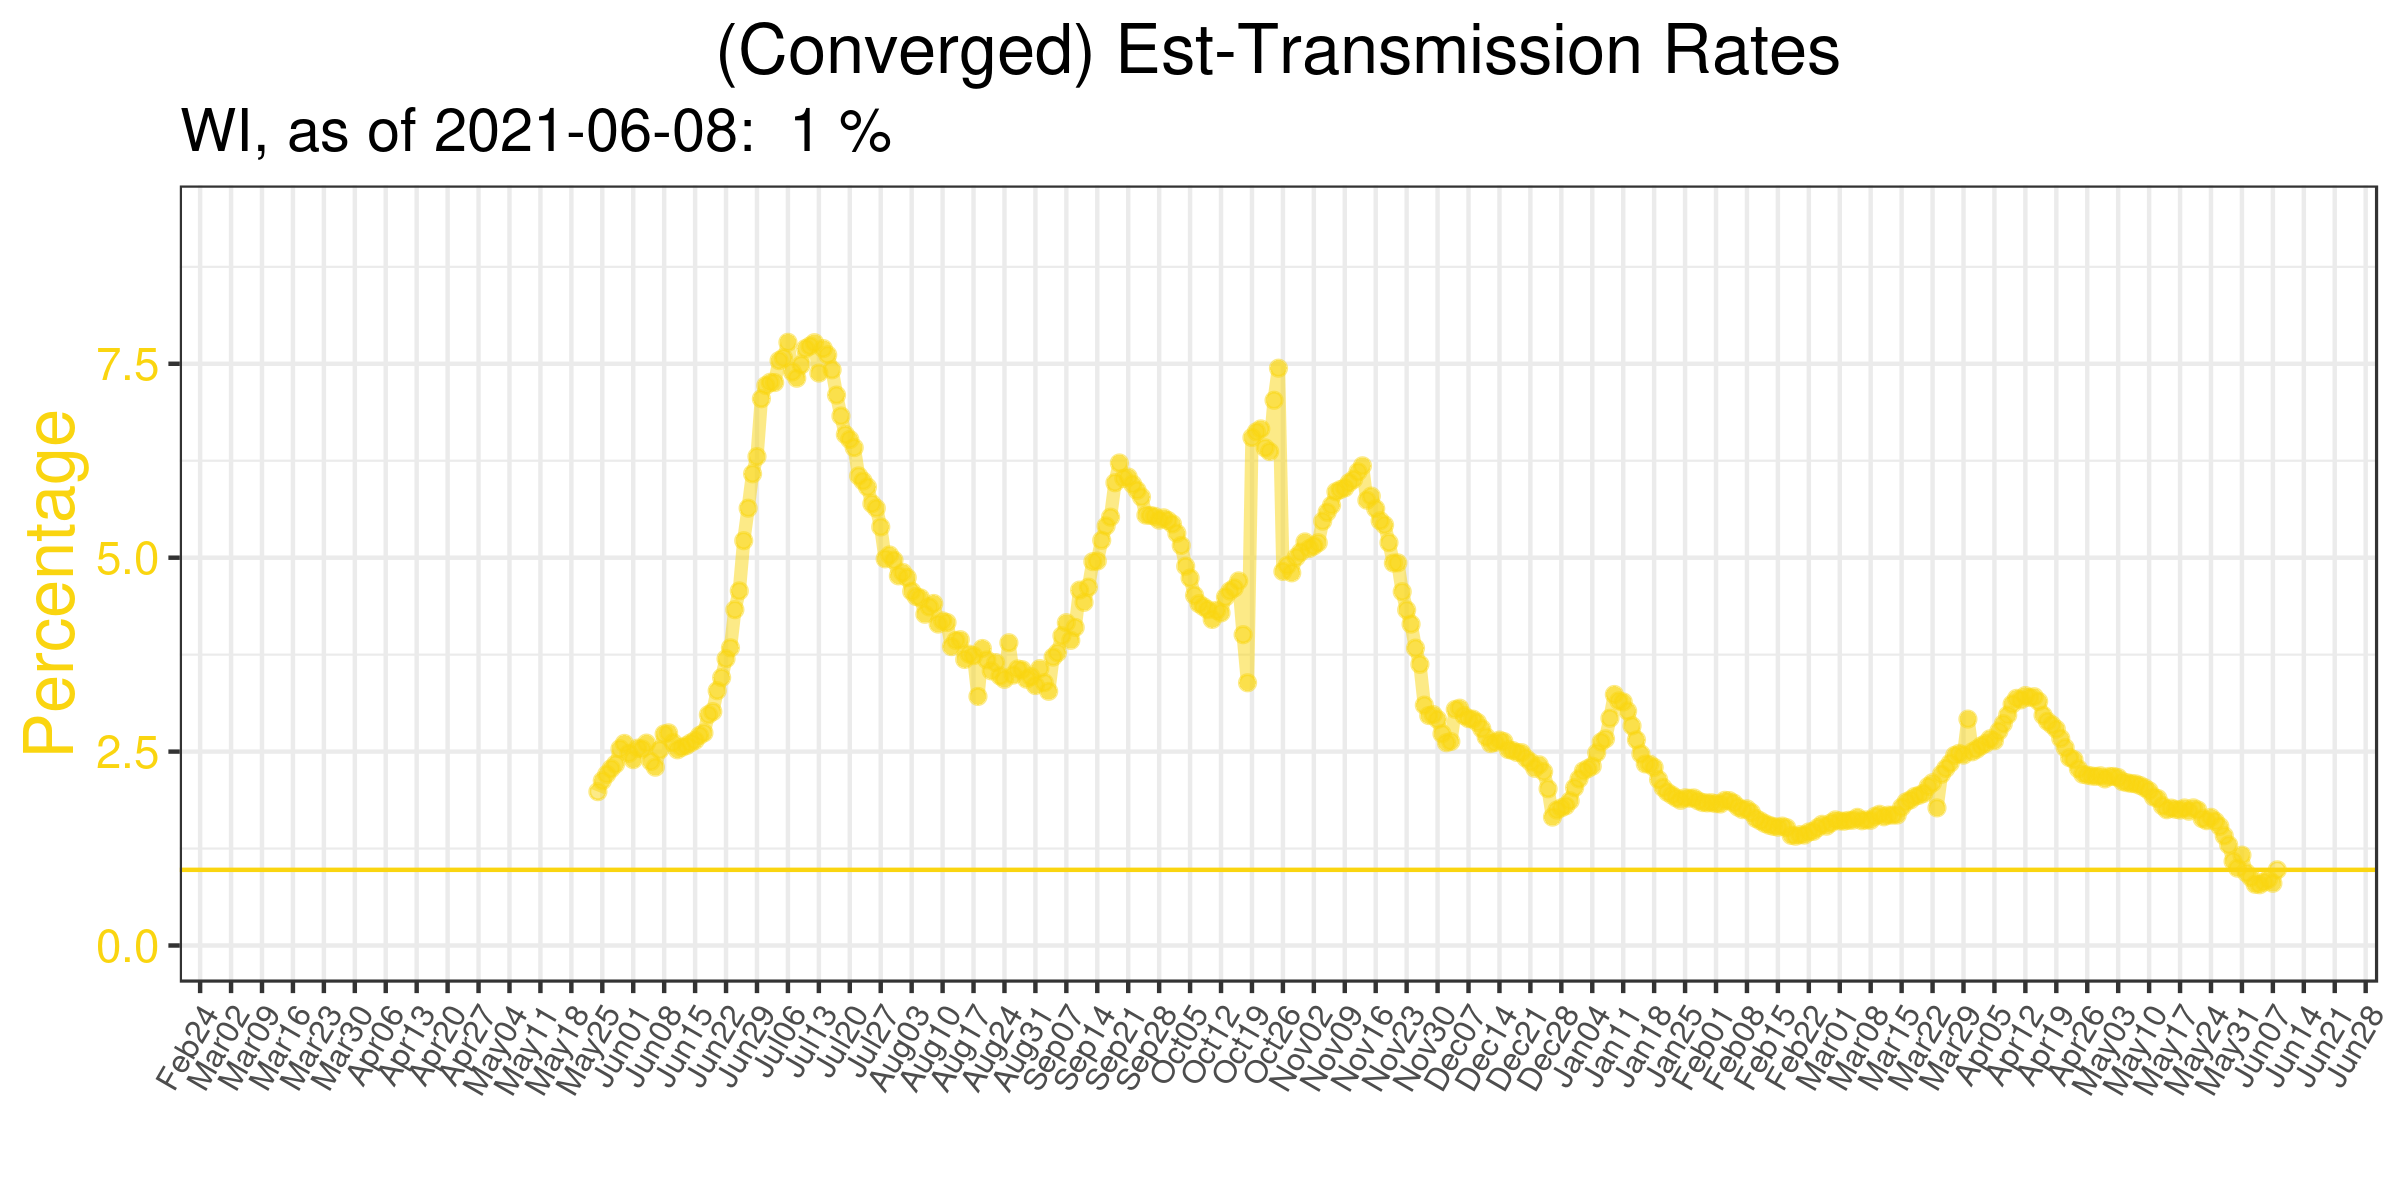 (Converged) Est-Transmission Rates
WI, as of 2021-06-08:  1 %
Percentage
7.5
5.0
2.5
0.0
Feb24
Mar02
Mar09
Mar16
Mar23
Mar30
Apr06
Apr13
Apr20
Apr27
May04
May11
May18
May25
Jun01
Jun08
Jun15
Jun22
Jun29
Jul06
Jul13
Jul20
Jul27
Aug03
Aug10
Aug17
Aug24
Aug31
Sep07
Sep14
Sep21
Sep28
Oct05
Oct12
Oct19
Oct26
Nov02
Nov09
Nov16
Nov23
Nov30
Dec07
Dec14
Dec21
Dec28
Jan04
Jan11
Jan18
Jan25
Feb01
Feb08
Feb15
Feb22
Mar01
Mar08
Mar15
Mar22
Mar29
Apr05
Apr12
Apr19
Apr26
May03
May10
May17
May24
May31
Jun07
Jun14
Jun21
Jun28